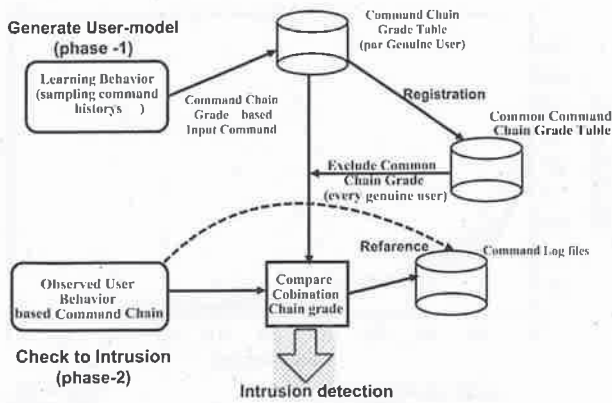 Generate User-model
(phase -1)
Learning Behavior
(sampling command
historys )
Command Chain
Grade Table
(par Genuine User)
Command Chain
Grade based
Input Command
Registration
Common Command
Chain Grade Table
Exclude Common
Chain Grade
(every genuine user)
Refarence
Command Log files
Observed User
Behavior
based Command Chain
Compare
Cobination
Chain grade
Check to Intrusion
(phase-2)
Intrusion detection